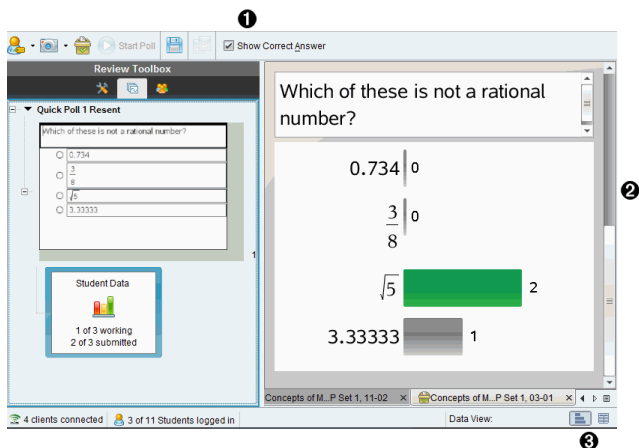 ❶
Start Poll
Show Correct Answer
Review Toolbox
Quick Poll 1 Resent
Which of these is not a rational number?
0.734
3
8
√5
3.33333
1
Student Data
1 of 3 working
2 of 3 submitted
Which of these is not a rational
number?
0.734 0
3
8
0
√5 2
3.33333 1
❷
Concepts of M...P Set 1, 11-02 ×
Concepts of M...P Set 1, 03-01 ×
4 clients connected
3 of 11 Students logged in
Data View:
❸